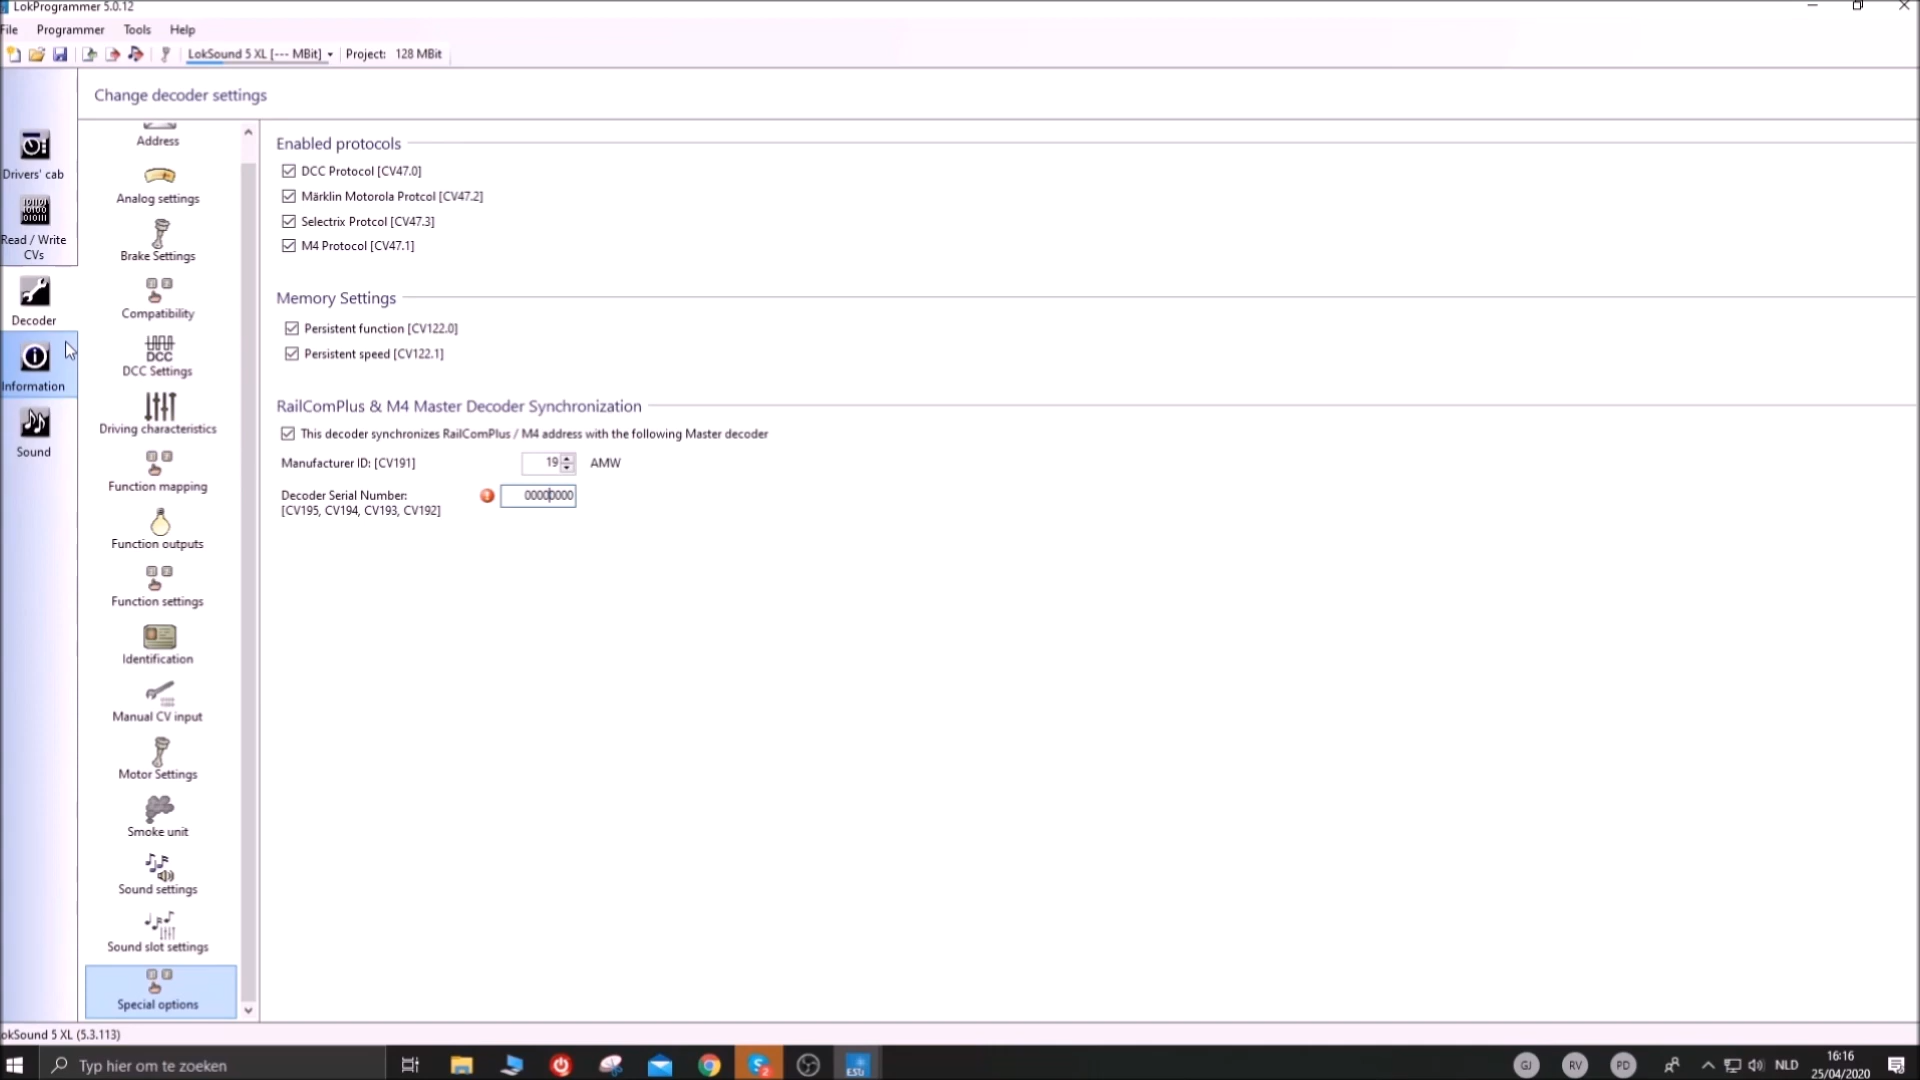 LokProgrammer 5.0.12
File Programmer Tools Help
LokSound 5 XL [--- MBit] Project: 128 MBit
Change decoder settings
Drivers' cab
Read / Write
CVs
Decoder
Information
Sound
Address
Analog settings
Brake Settings
Compatibility
DCC
DCC Settings
Driving characteristics
Function mapping
Function outputs
Function settings
Identification
Manual CV input
Motor Settings
Smoke unit
Sound settings
Sound slot settings
Special options
Enabled protocols
DCC Protocol [CV47.0]
Märklin Motorola Protcol [CV47.2]
Selectrix Protcol [CV47.3]
M4 Protocol [CV47.1]
Memory Settings
Persistent function [CV122.0]
Persistent speed [CV122.1]
RailComPlus & M4 Master Decoder Synchronization
This decoder synchronizes RailComPlus / M4 address with the following Master decoder
Manufacturer ID: [CV191] 19 AMW
Decoder Serial Number: 00000000
[CV195, CV194, CV193, CV192]
okSound 5 XL (5.3.113)
Typ hier om te zoeken
ESU
GJ RV PD NLD
16:16
25/04/2020